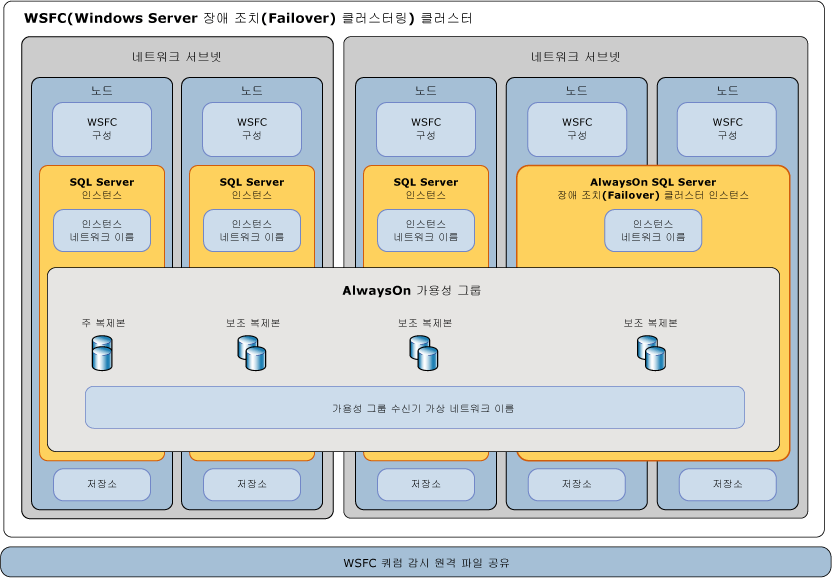 WSFC(Windows Server 장애 조치(Failover) 클러스터링) 클러스터
네트워크 서브넷
네트워크 서브넷
노드
노드
노드
노드
노드
WSFC
구성
WSFC
구성
WSFC
구성
WSFC
구성
WSFC
구성
SQL Server
인스턴스
SQL Server
인스턴스
SQL Server
인스턴스
AlwaysOn SQL Server
장애 조치(Failover) 클러스터 인스턴스
인스턴스
네트워크 이름
인스턴스
네트워크 이름
인스턴스
네트워크 이름
인스턴스
네트워크 이름
AlwaysOn 가용성 그룹
주 복제본
보조 복제본
보조 복제본
보조 복제본
가용성 그룹 수신기 가상 네트워크 이름
저장소
저장소
저장소
저장소
저장소
WSFC 쿼럼 감시 원격 파일 공유